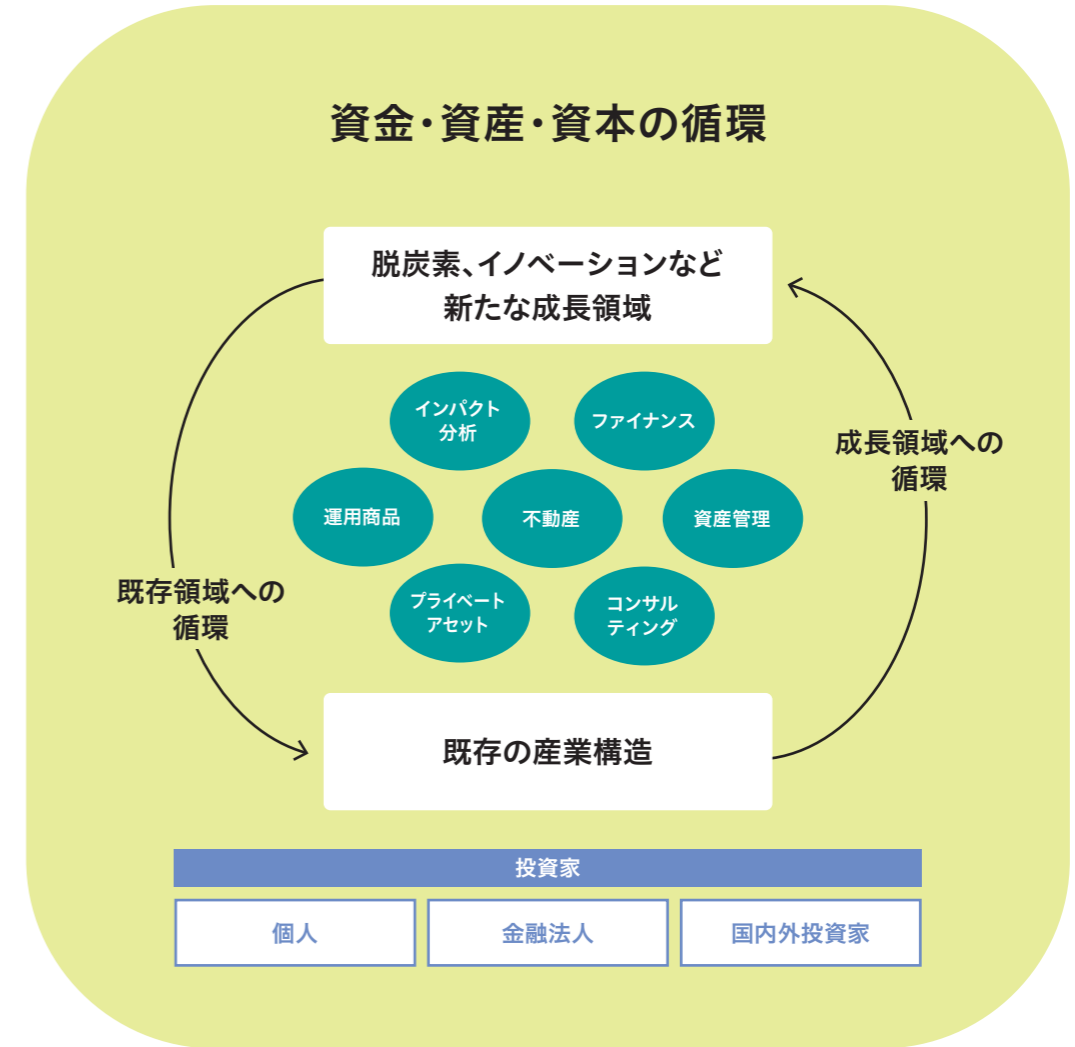 資金・資産・資本の循環
脱炭素、イノベーションなど
新たな成長領域
インパクト
分析
ファイナンス
成長領域への
循環
運用商品
不動産
資産管理
既存領域への
循環
プライベート
アセット
コンサル
ティング
既存の産業構造
投資家
個人
金融法人
国内外投資家